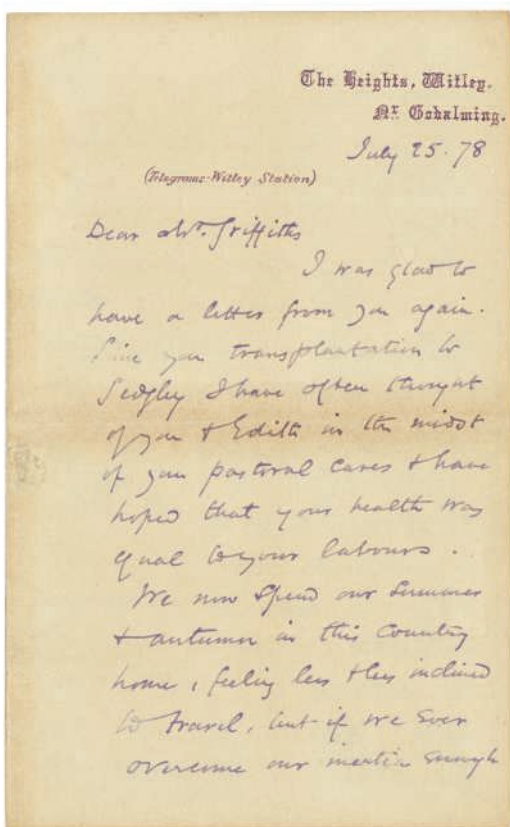 The Heights, Witley.
Nr. Godalming.
July 25. 78
(Telegrams-Witley Station)
Dear Mr. Griffiths
I was glad to
have a letter from you again.
Since your transplantation to
Sedgley I have often thought
of you & Edith in the midst
of your pastoral cares & have
hoped that your health was
equal to your labours.
We now spend our summer
& autumn in this country
home, feeling less & less inclined
to travel, but if we ever
overcome our inertia enough